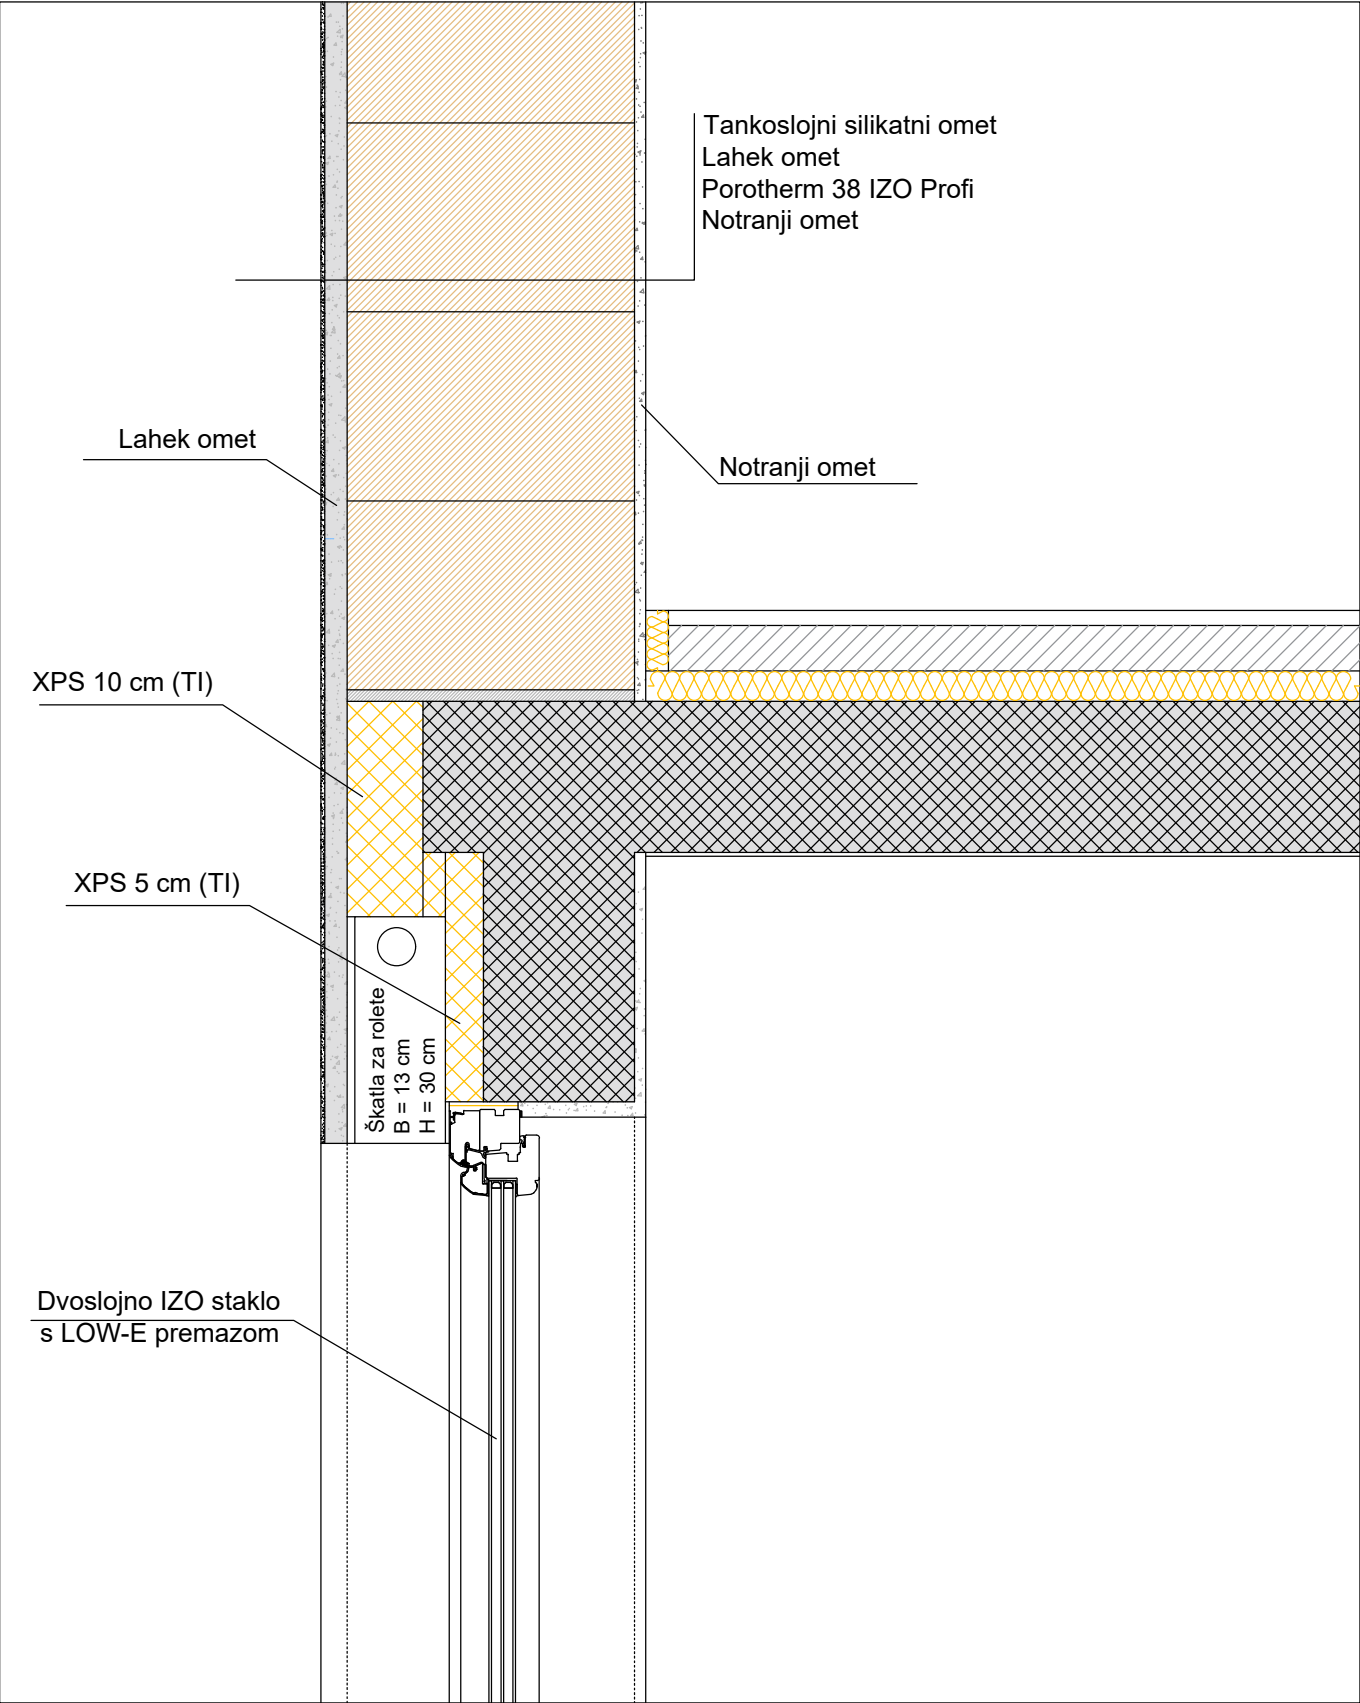 Tankoslojni silikatni omet
Lahek omet
Porotherm 38 IZO Profi
Notranji omet
Lahek omet
Notranji omet
XPS 10 cm (TI)
XPS 5 cm (TI)
Škatla za rolete
B = 13 cm
H = 30 cm
Dvoslojno IZO staklo
s LOW-E premazom